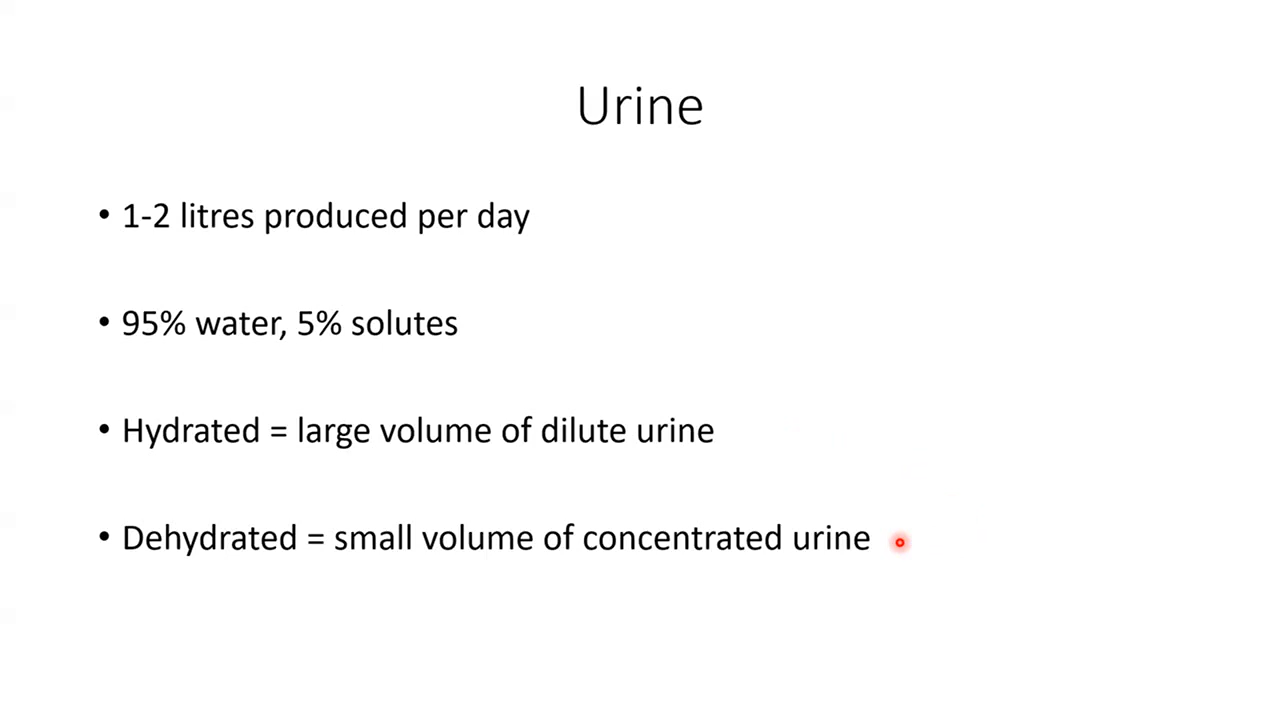 Urine
• 1-2 litres produced per day
• 95% water, 5% solutes
• Hydrated = large volume of dilute urine
• Dehydrated = small volume of concentrated urine